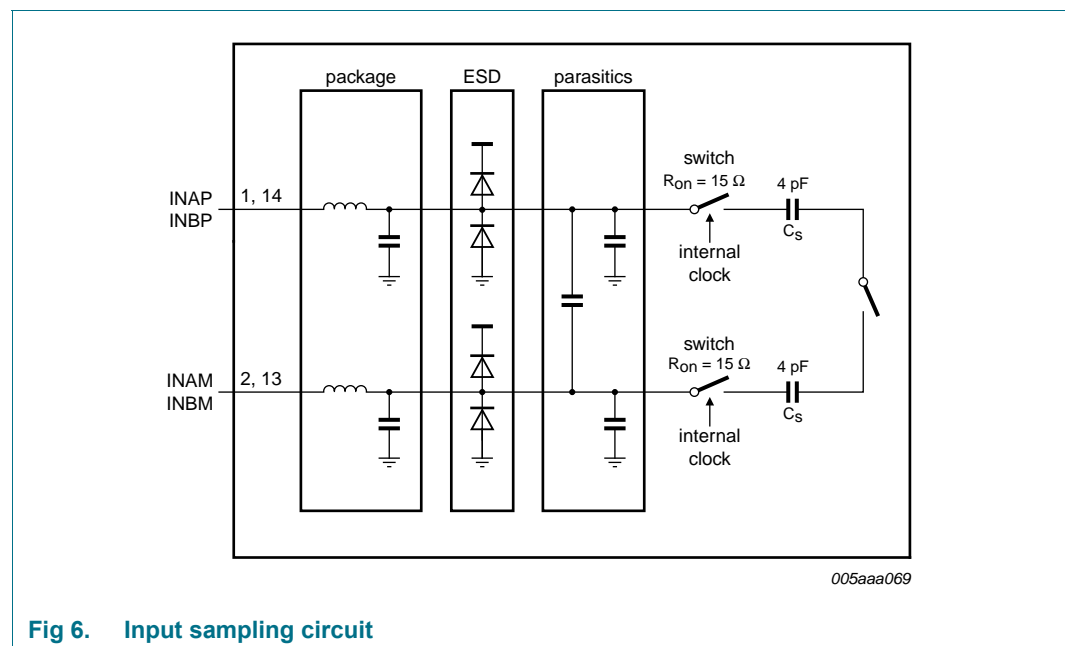 package
ESD
parasitics
switch
Ron = 15 Ω
4 pF
INAP
INBP
1, 14
internal
clock
Cs
switch
Ron = 15 Ω
4 pF
INAM
INBM
2, 13
internal
clock
Cs
005aaa069
Fig 6. Input sampling circuit